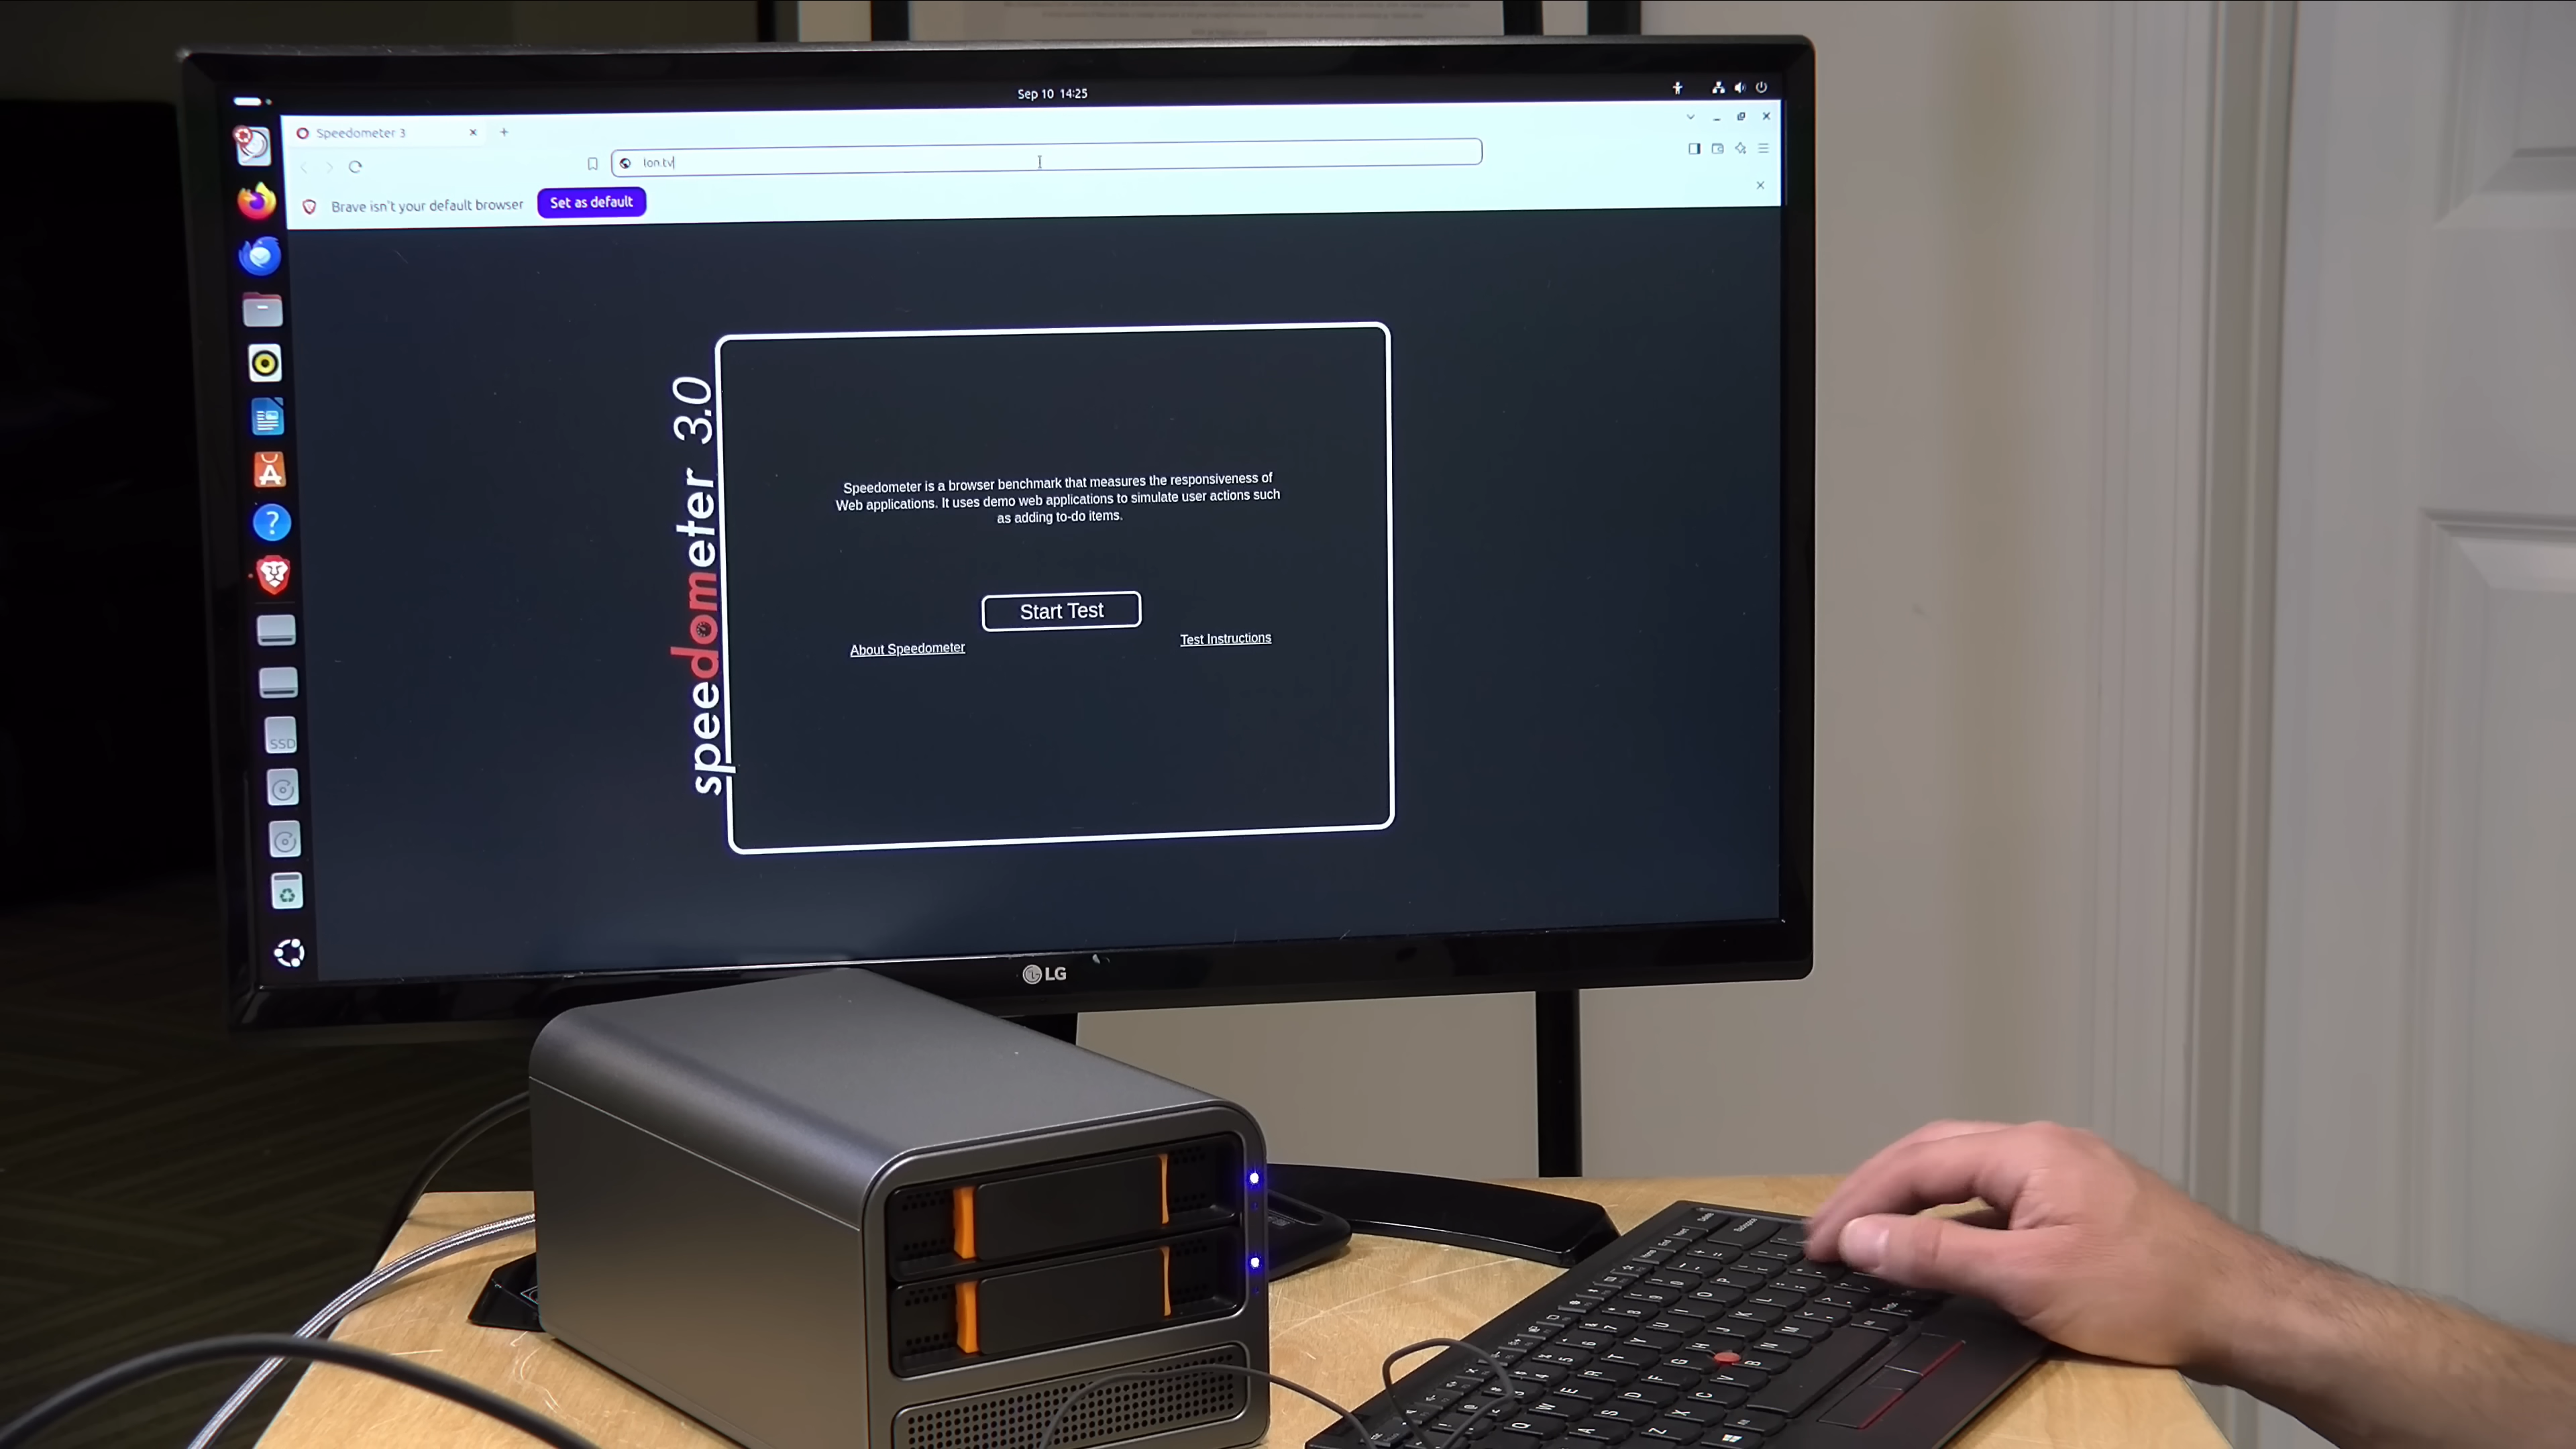 Sep 10 14:25
Speedometer 3
lon.tv
Brave isn't your default browser
Set as default
speedometer 3.0
Speedometer is a browser benchmark that measures the responsiveness of
Web applications. It uses demo web applications to simulate user actions such
as adding to-do items.
Start Test
About Speedometer
Test Instructions
SSD
LG